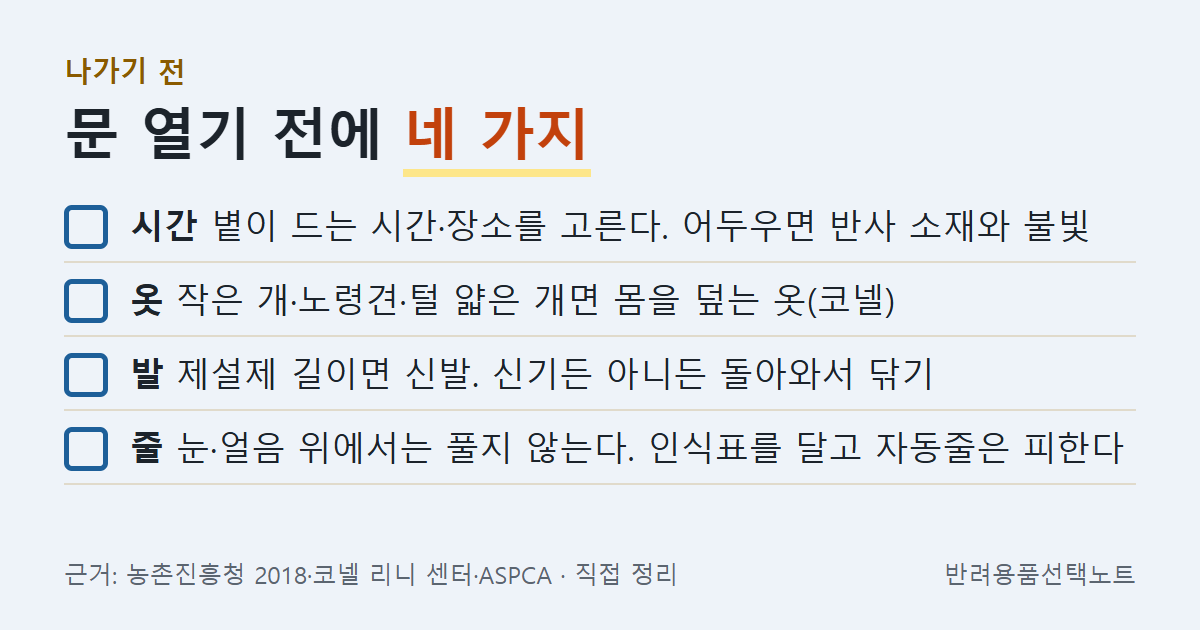 나가기 전
문 열기 전에 네 가지
시간 볕이 드는 시간·장소를 고른다. 어두우면 반사 소재와 불빛
옷 작은 개·노령견·털 얇은 개면 몸을 덮는 옷(코넬)
발 제설제 길이면 신발. 신기든 아니든 돌아와서 닦기
줄 눈·얼음 위에서는 풀지 않는다. 인식표를 달고 자동줄은 피한다
근거: 농촌진흥청 2018·코넬 리니 센터·ASPCA · 직접 정리
반려용품선택노트